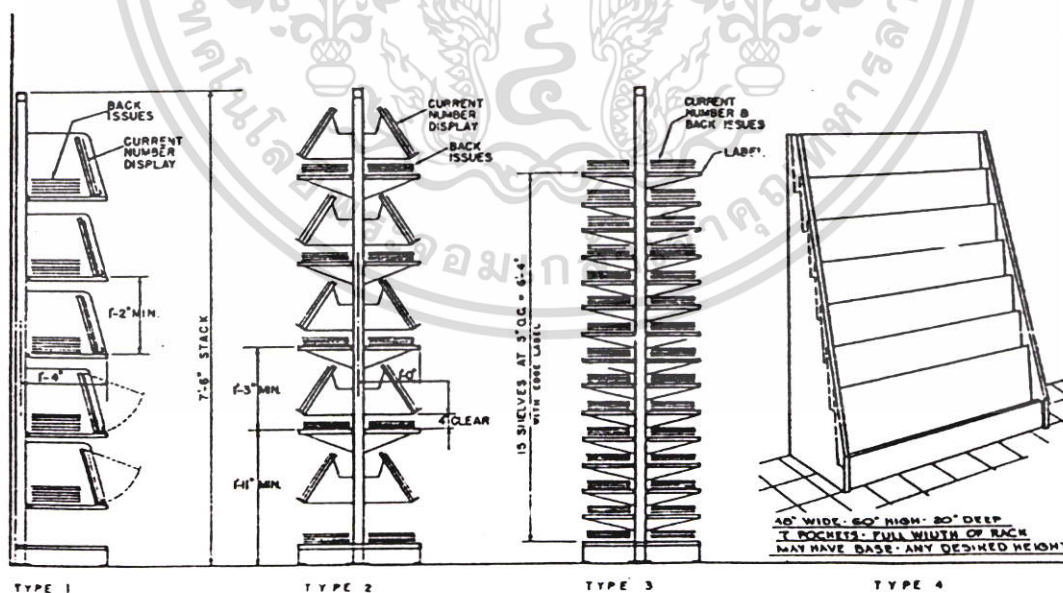 BACK
ISSUES
CURRENT
NUMBER
DISPLAY
1'-2" MIN.
1'-4"
7'-6" STACK
CURRENT
NUMBER
DISPLAY
BACK
ISSUES
1'-0"
1'-3" MIN.
4" CLEAR
1'-11" MIN.
CURRENT
NUMBER &
BACK ISSUES
LABEL
15 SHELVES AT 5" O.C. = 6'-4"
WITH EDGE LABEL
48" WIDE - 60" HIGH - 20" DEEP
7 POCKETS - FULL WIDTH OF RACK
MAY HAVE BASE - ANY DESIRED HEIGHT
TYPE 1
TYPE 2
TYPE 3
TYPE 4